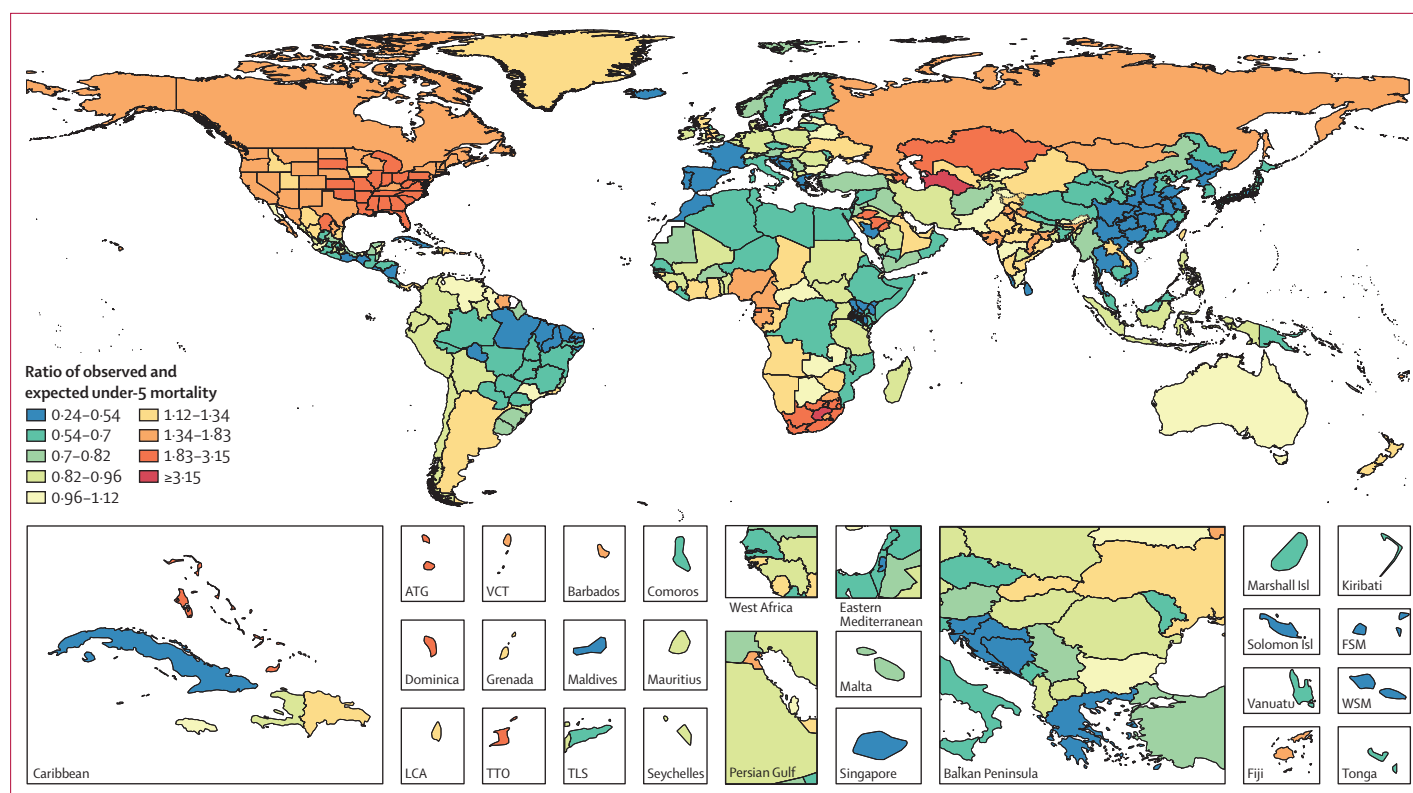 Ratio of observed and
expected under-5 mortality
0·24–0·54
0·54–0·7
0·7–0·82
0·82–0·96
0·96–1·12
1·12–1·34
1·34–1·83
1·83–3·15
≥3·15
Caribbean
ATG
VCT
Barbados
Comoros
West Africa
Eastern
Mediterranean
Marshall Isl
Kiribati
Dominica
Grenada
Maldives
Mauritius
Malta
Solomon Isl
FSM
Vanuatu
WSM
LCA
TTO
TLS
Seychelles
Persian Gulf
Singapore
Balkan Peninsula
Fiji
Tonga